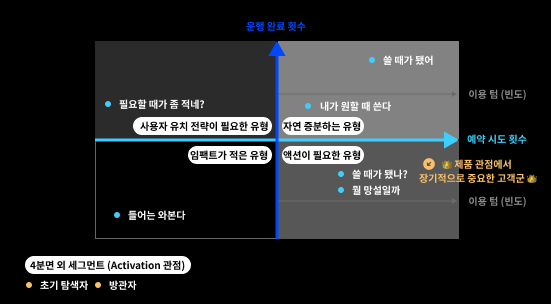 운행 완료 횟수
쓸 때가 됐어
이용 텀 (빈도)
필요할 때가 좀 적네?
내가 원할 때 쓴다
사용자 유치 전략이 필요한 유형
자연 증분하는 유형
예약 시도 횟수
임팩트가 적은 유형
액션이 필요한 유형
제품 관점에서
장기적으로 중요한 고객군
쓸 때가 됐나?
뭘 망설일까
이용 텀 (빈도)
들어는 와본다
4분면 외 세그먼트 (Activation 관점)
초기 탐색자
방관자